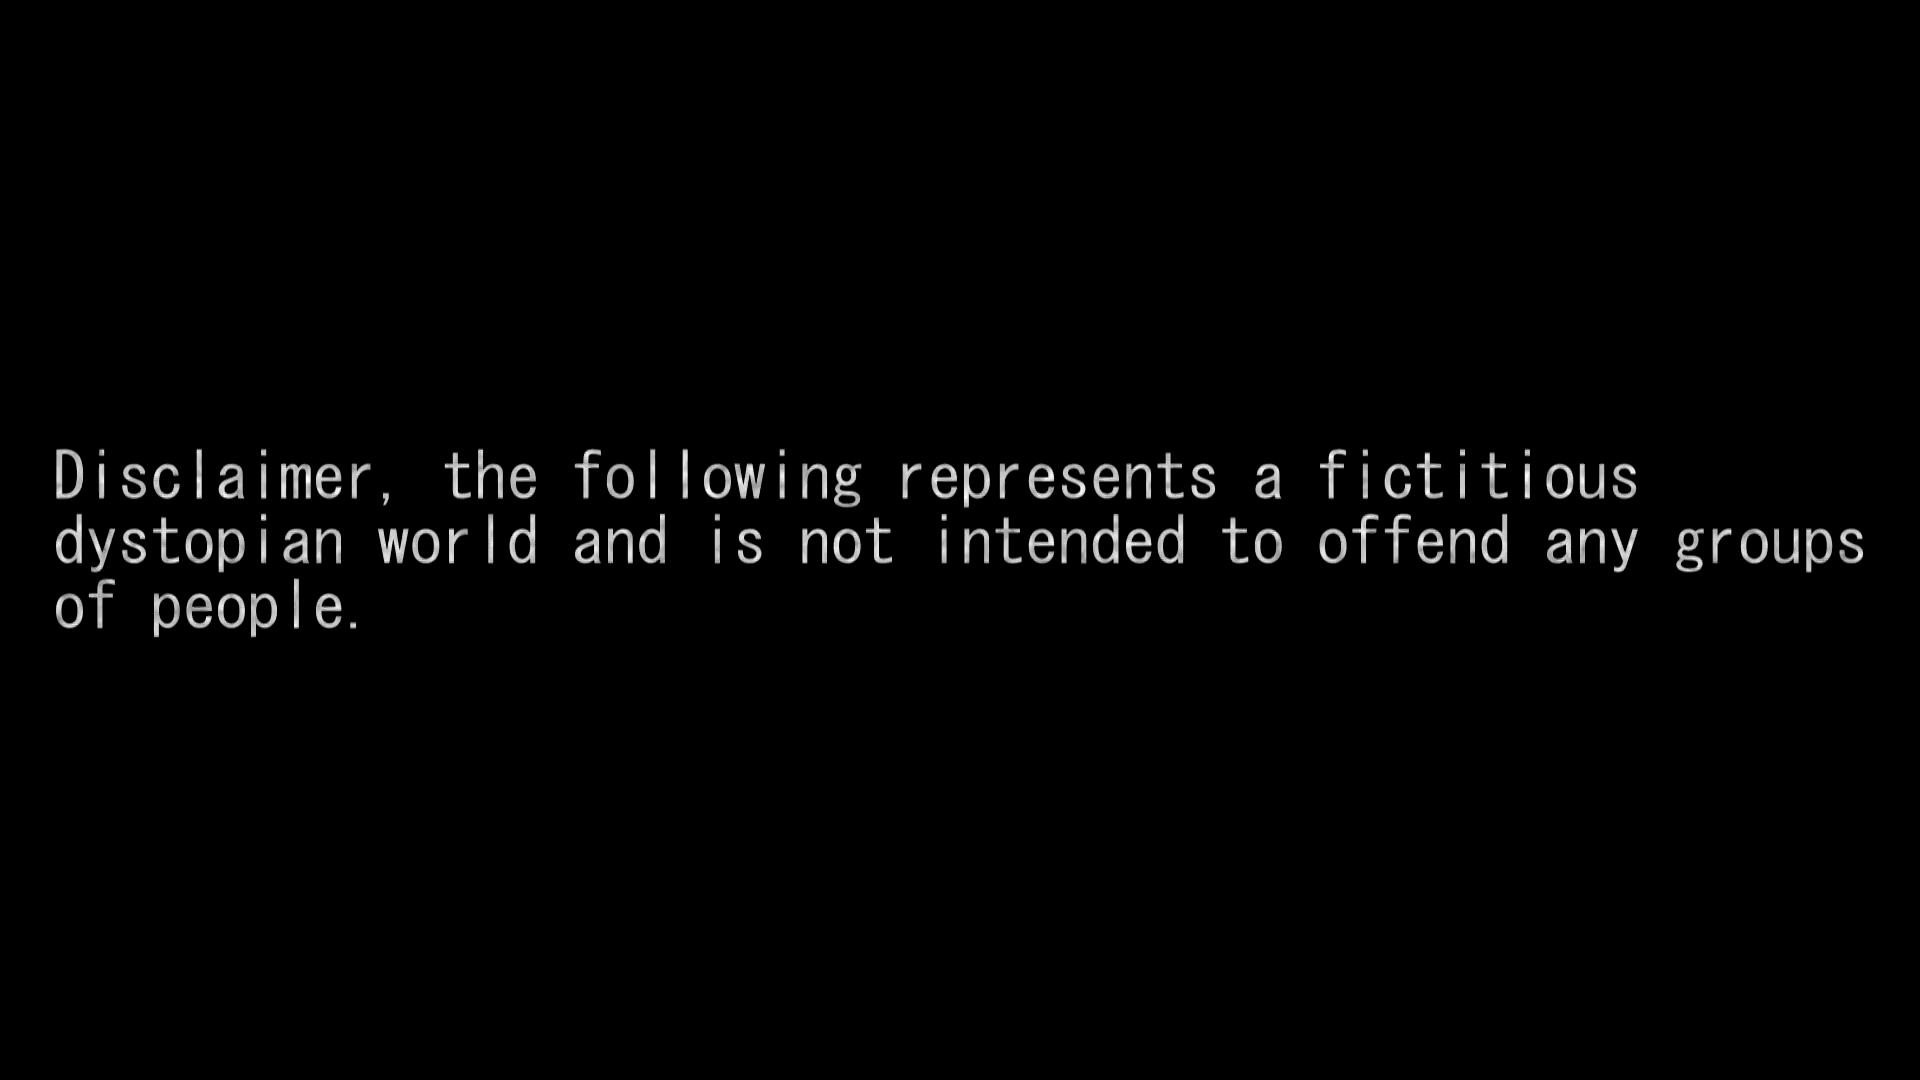 Disclaimer, the following represents a fictitious
dystopian world and is not intended to offend any groups
of people.